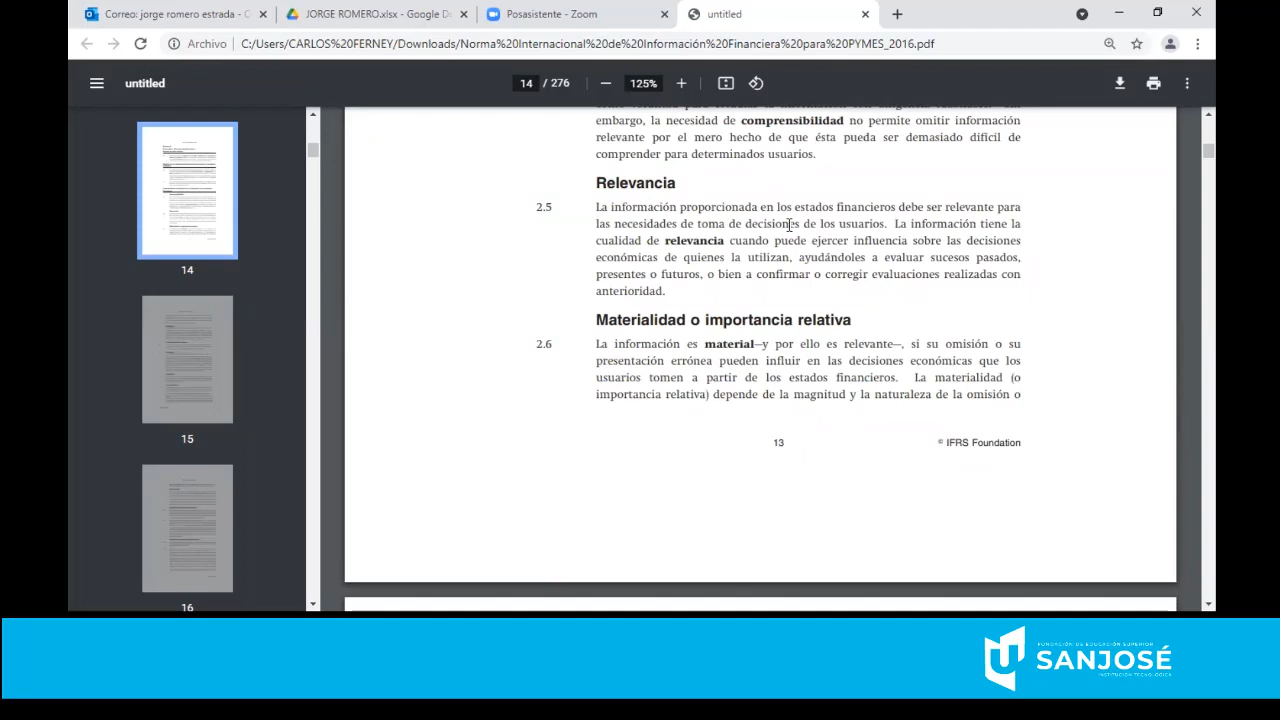 Correo: jorge romero estrada - O
JORGE ROMERO.xlsx - Google D
Posasistente - Zoom
untitled
Archivo C:/Users/CARLOS%20FERNEY/Downloads/Norma%20Internacional%20de%20Información%20Financiera%20para%20PYMES_2016.pdf
untitled
14 / 276
125%
embargo, la necesidad de comprensibilidad no permite omitir información
relevante por el mero hecho de que ésta pueda ser demasiado difícil de
comprender para determinados usuarios.
Relevancia
2.5 La información proporcionada en los estados financieros debe ser relevante para
las necesidades de toma de decisiones de los usuarios. La información tiene la
cualidad de relevancia cuando puede ejercer influencia sobre las decisiones
económicas de quienes la utilizan, ayudándoles a evaluar sucesos pasados,
presentes o futuros, o bien a confirmar o corregir evaluaciones realizadas con
anterioridad.
Materialidad o importancia relativa
2.6 La información es material—y por ello es relevante—, si su omisión o su
presentación errónea pueden influir en las decisiones económicas que los
usuarios tomen a partir de los estados financieros. La materialidad (o
importancia relativa) depende de la magnitud y la naturaleza de la omisión o
13 © IFRS Foundation
14
15
16
FUNDACIÓN DE EDUCACIÓN SUPERIOR
SANJOSÉ
INSTITUCIÓN TECNOLÓGICA